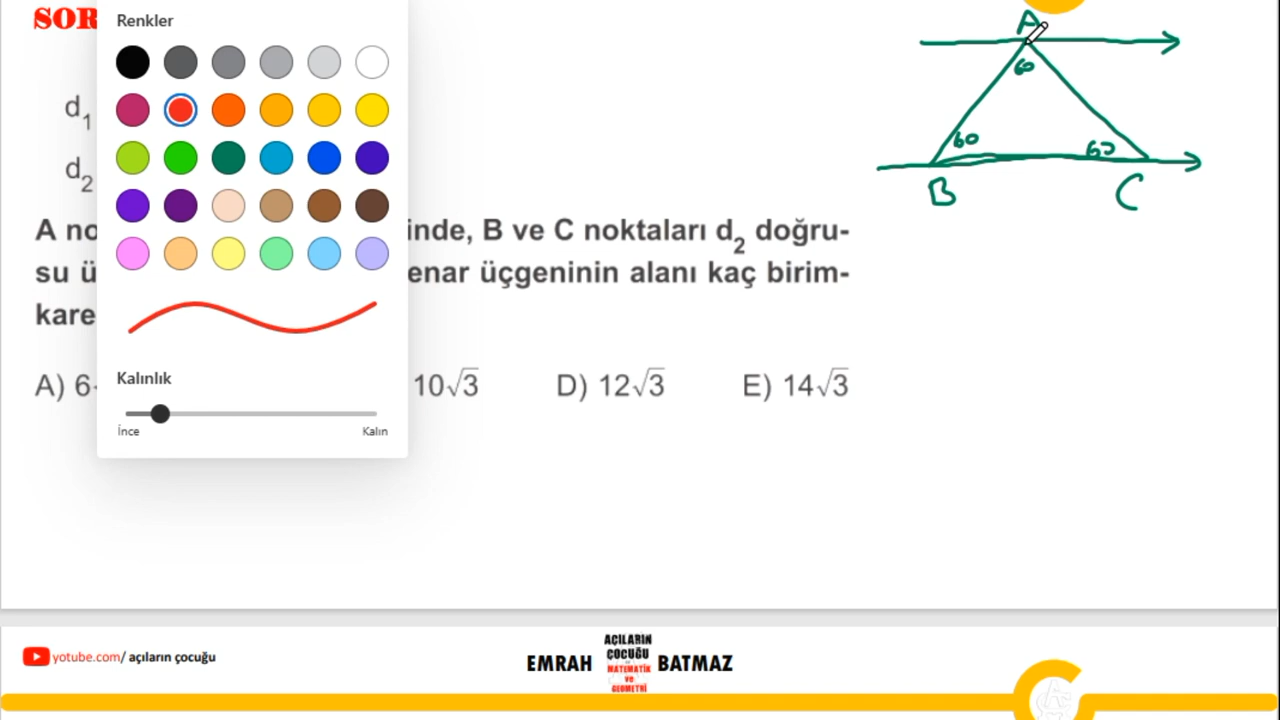 SOR
Renkler
A
60
d1
60
60
d2
B
C
A no inde, B ve C noktaları d2 doğru-
su ü enar üçgeninin alanı kaç birim-
kare
Kalınlık
A) 6 10√3 D) 12√3 E) 14√3
İnce Kalın
yotube.com/ açıların çocuğu
EMRAH
AÇILARIN
ÇOCUĞU
MATEMATİK
ve
GEOMETRİ
BATMAZ